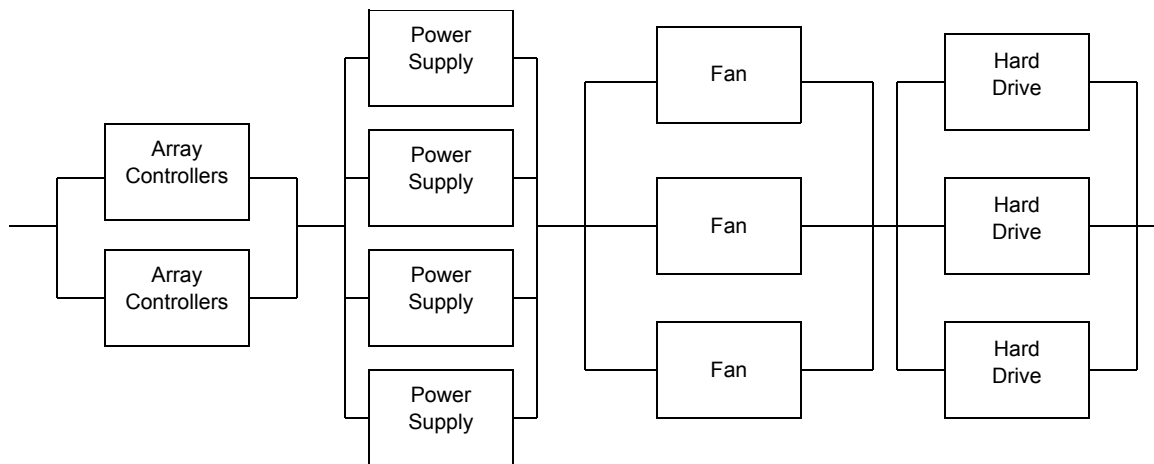 Array
Controllers
Array
Controllers
Power
Supply
Power
Supply
Power
Supply
Power
Supply
Fan
Fan
Fan
Hard
Drive
Hard
Drive
Hard
Drive